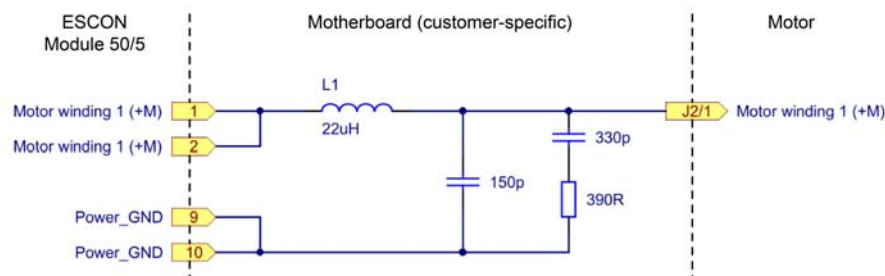 ESCON
Module 50/5
Motherboard (customer-specific)
Motor
L1
22uH
Motor winding 1 (+M)
1
Motor winding 1 (+M)
2
J2/1
Motor winding 1 (+M)
330p
150p
390R
Power_GND
9
Power_GND
10